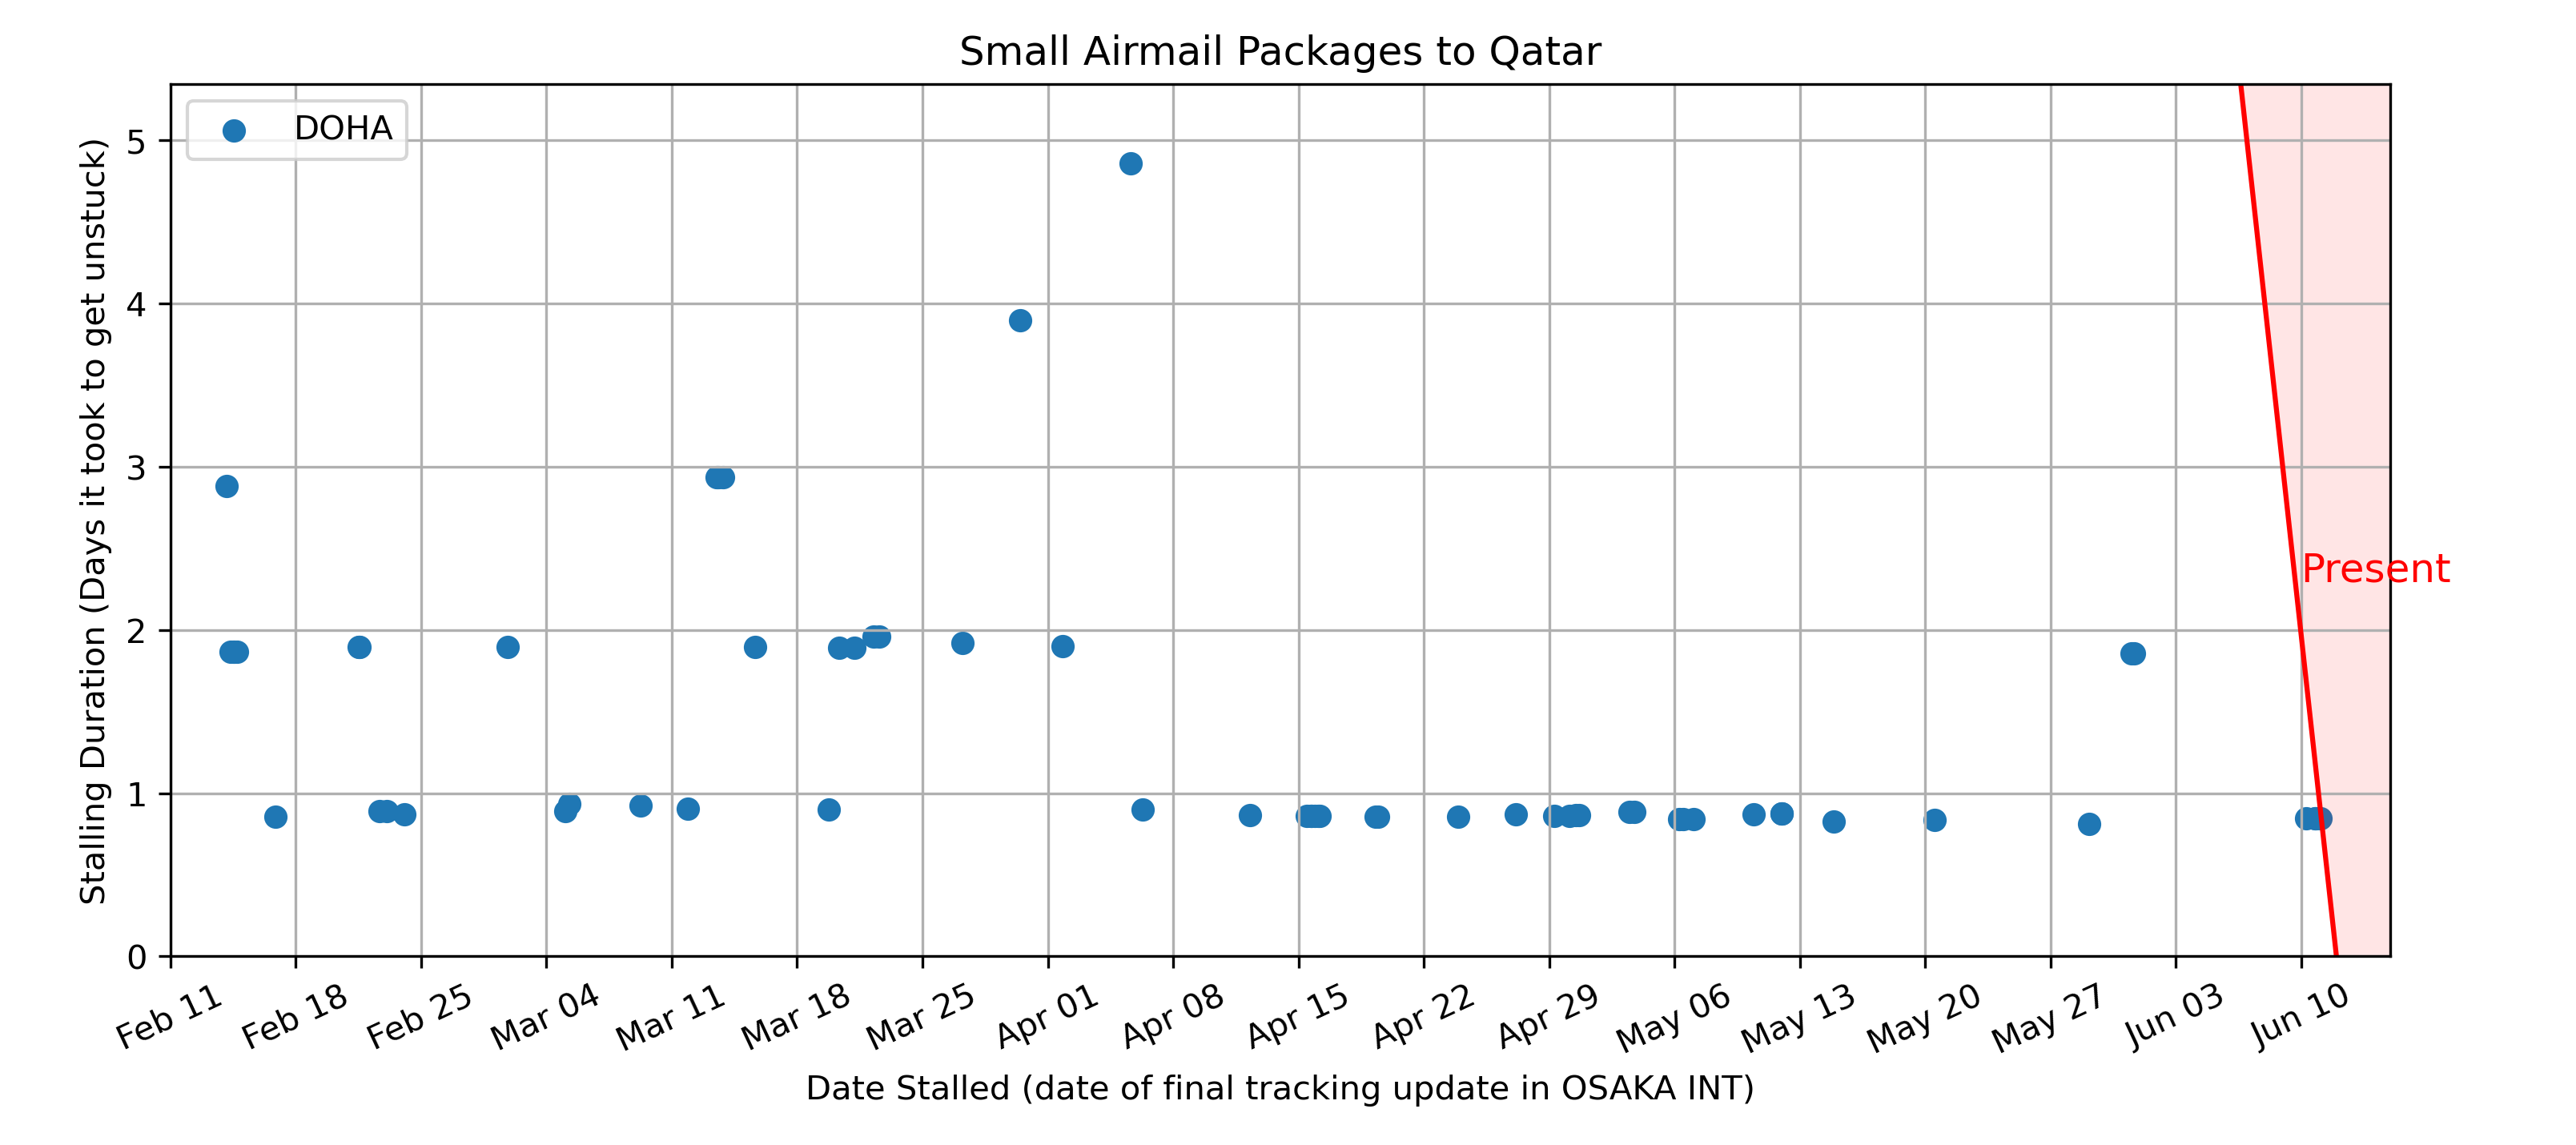 Small Airmail Packages to Qatar
DOHA
Stalling Duration (Days it took to get unstuck)
5
4
3
2
1
0
Present
Feb 11
Feb 18
Feb 25
Mar 04
Mar 11
Mar 18
Mar 25
Apr 01
Apr 08
Apr 15
Apr 22
Apr 29
May 06
May 13
May 20
May 27
Jun 03
Jun 10
Date Stalled (date of final tracking update in OSAKA INT)